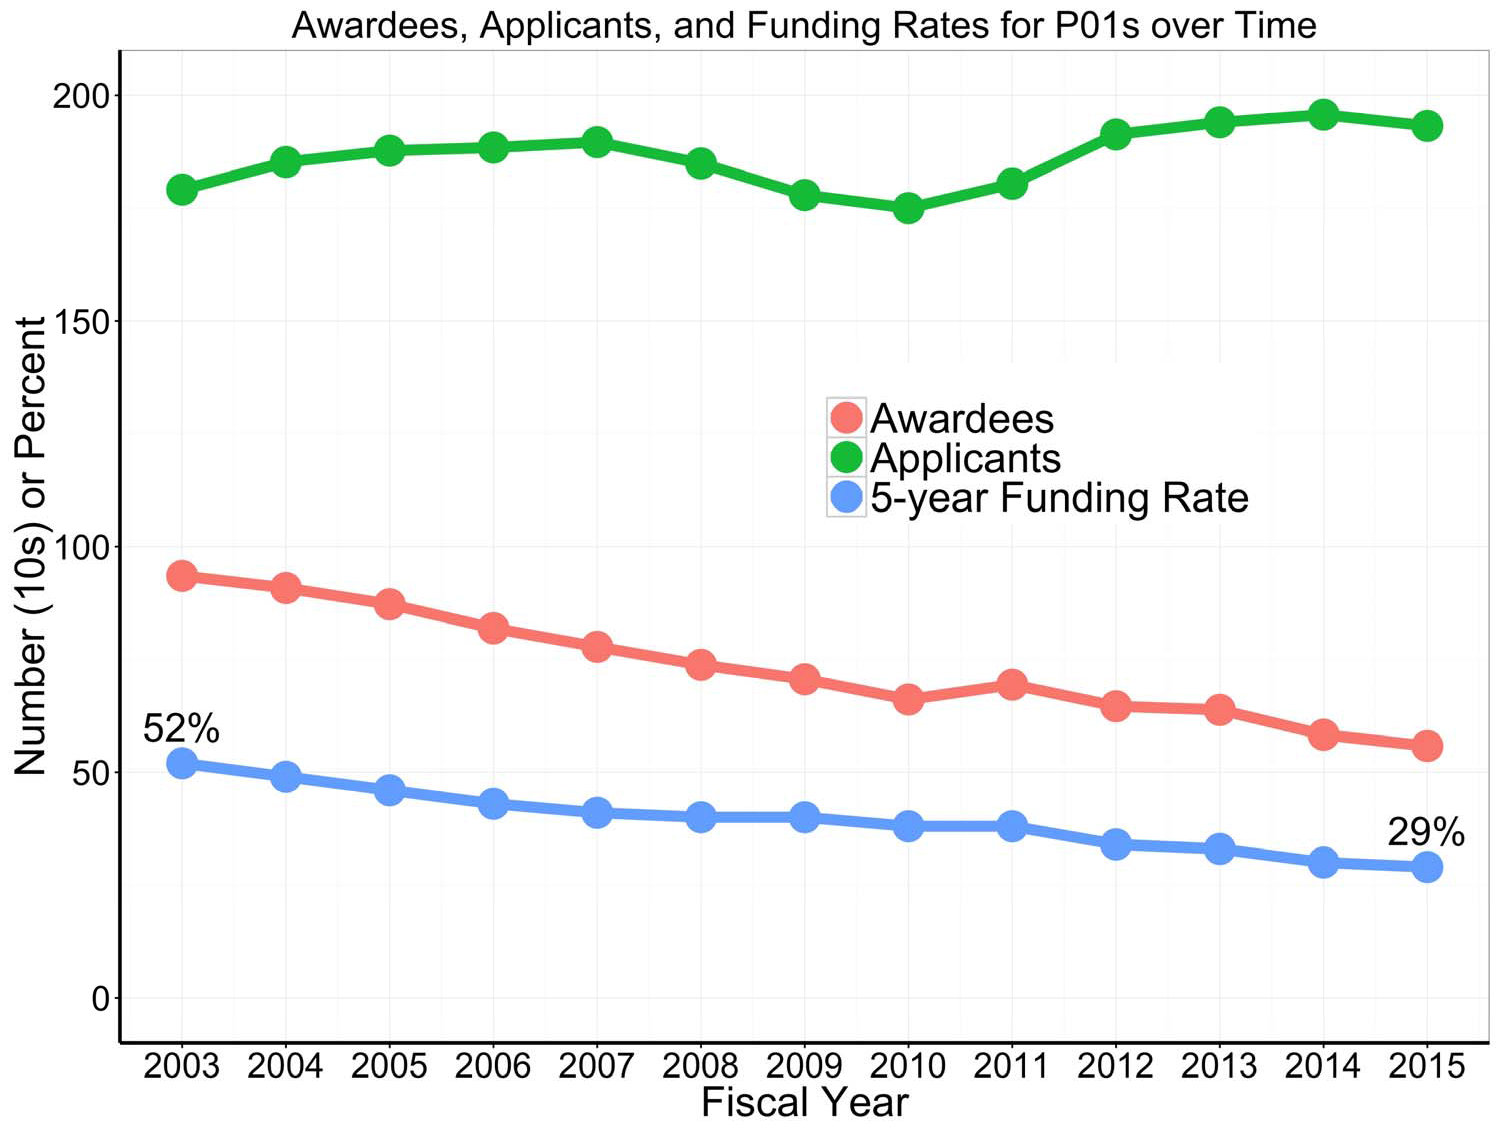 Awardees, Applicants, and Funding Rates for P01s over Time
Number (10s) or Percent
200
150
100
50
0
Awardees
Applicants
5-year Funding Rate
52%
29%
2003 2004 2005 2006 2007 2008 2009 2010 2011 2012 2013 2014 2015
Fiscal Year